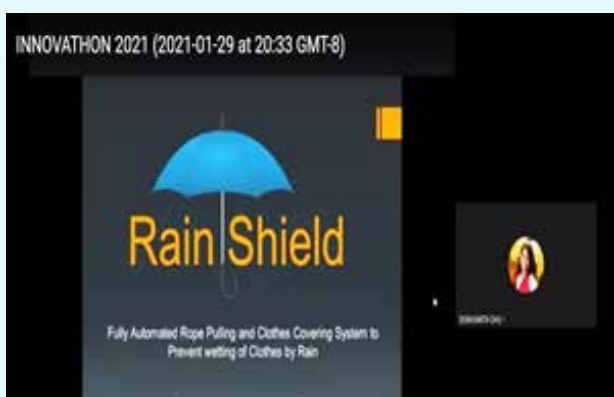 INNOVATHON 2021 (2021-01-29 at 20:33 GMT-8)
Rain Shield
Fully Automated Rope Pulling and Clothes Covering System to
Prevent wetting of Clothes by Rain